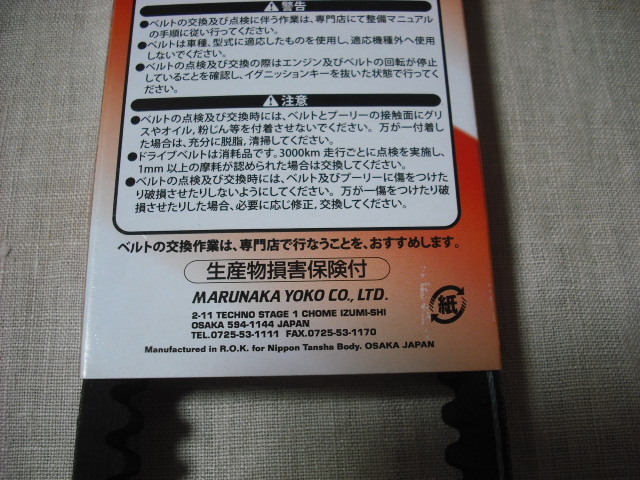 警告
●ベルトの交換及び点検に伴う作業は、専門店にて整備マニュアル
の手順に従い行ってください。
●ベルトは車種、型式に適応したものを使用し、適応機種外へ使用
しないでください。
●ベルトの点検及び交換の際はエンジン及びベルトの回転が停止
していることを確認し、イグニッションキーを抜いた状態で行ってく
ださい。
注意
●ベルトの点検及び交換時には、ベルトとプーリーの接触面にグリ
スやオイル,粉じん等を付着させないでください。万が一付着し
た場合は、充分に脱脂,清掃してください。
●ドライブベルトは消耗品です。3000km 走行ごとに点検を実施し、
1mm 以上の摩耗が認められた場合は交換してください。
●ベルトの点検及び交換時には、ベルト及びプーリーに傷をつけた
り破損させたりしないようにしてください。万が一傷をつけたり破
損させたりした場合、必要に応じ修正,交換してください。
ベルトの交換作業は、専門店で行なうことを、おすすめします。
生産物損害保険付
MARUNAKA YOKO CO., LTD.
2-11 TECHNO STAGE 1 CHOME IZUMI-SHI
OSAKA 594-1144 JAPAN
TEL.0725-53-1111 FAX.0725-53-1170
紙
Manufactured in R.O.K. for Nippon Tansha Body. OSAKA JAPAN